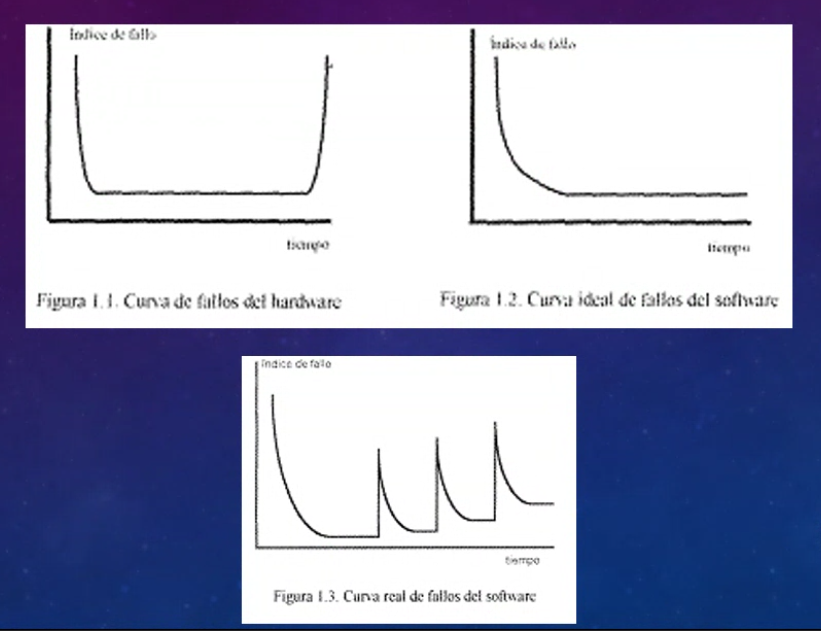 Índice de fallo
tiempo
Figura 1.1. Curva de fallos del hardware
Índice de fallo
tiempo
Figura 1.2. Curva ideal de fallos del software
índice de fallo
tiempo
Figura 1.3. Curva real de fallos del software